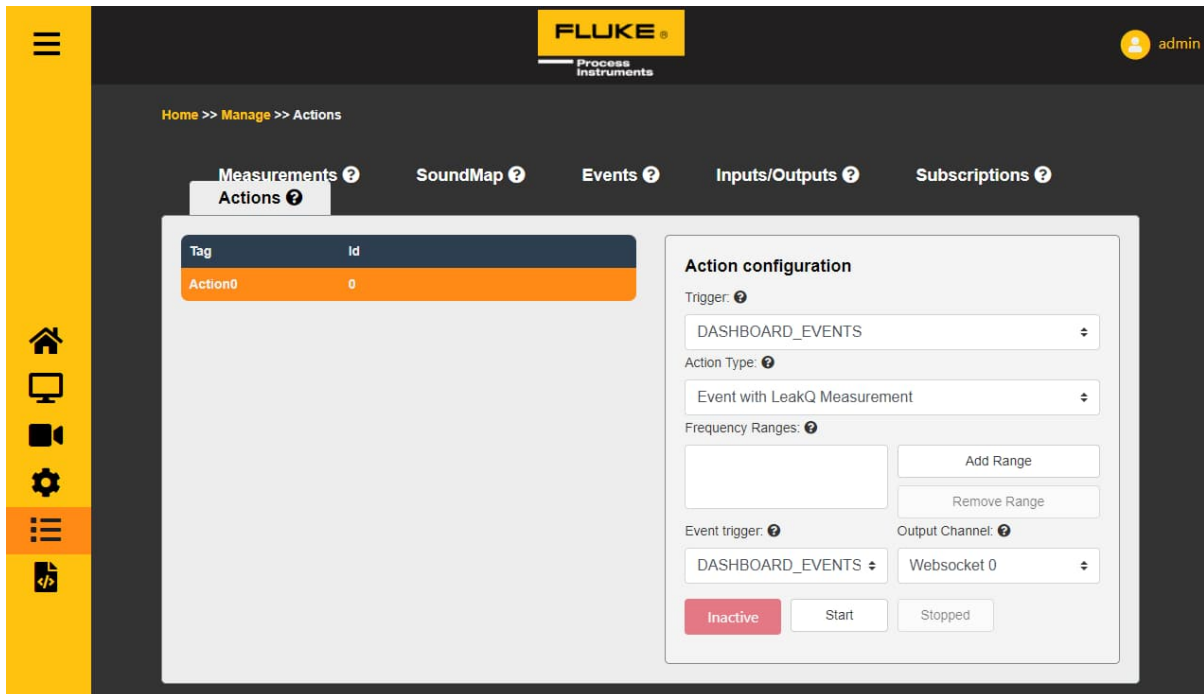 FLUKE ®
Process
Instruments
admin
Home >> Manage >> Actions
Measurements ? SoundMap ? Events ? Inputs/Outputs ? Subscriptions ?
Actions ?
Tag Id
Action0 0
Action configuration
Trigger: ?
DASHBOARD_EVENTS
Action Type: ?
Event with LeakQ Measurement
Frequency Ranges: ?
Add Range
Remove Range
Event trigger: ? Output Channel: ?
DASHBOARD_EVENTS Websocket 0
Inactive Start Stopped